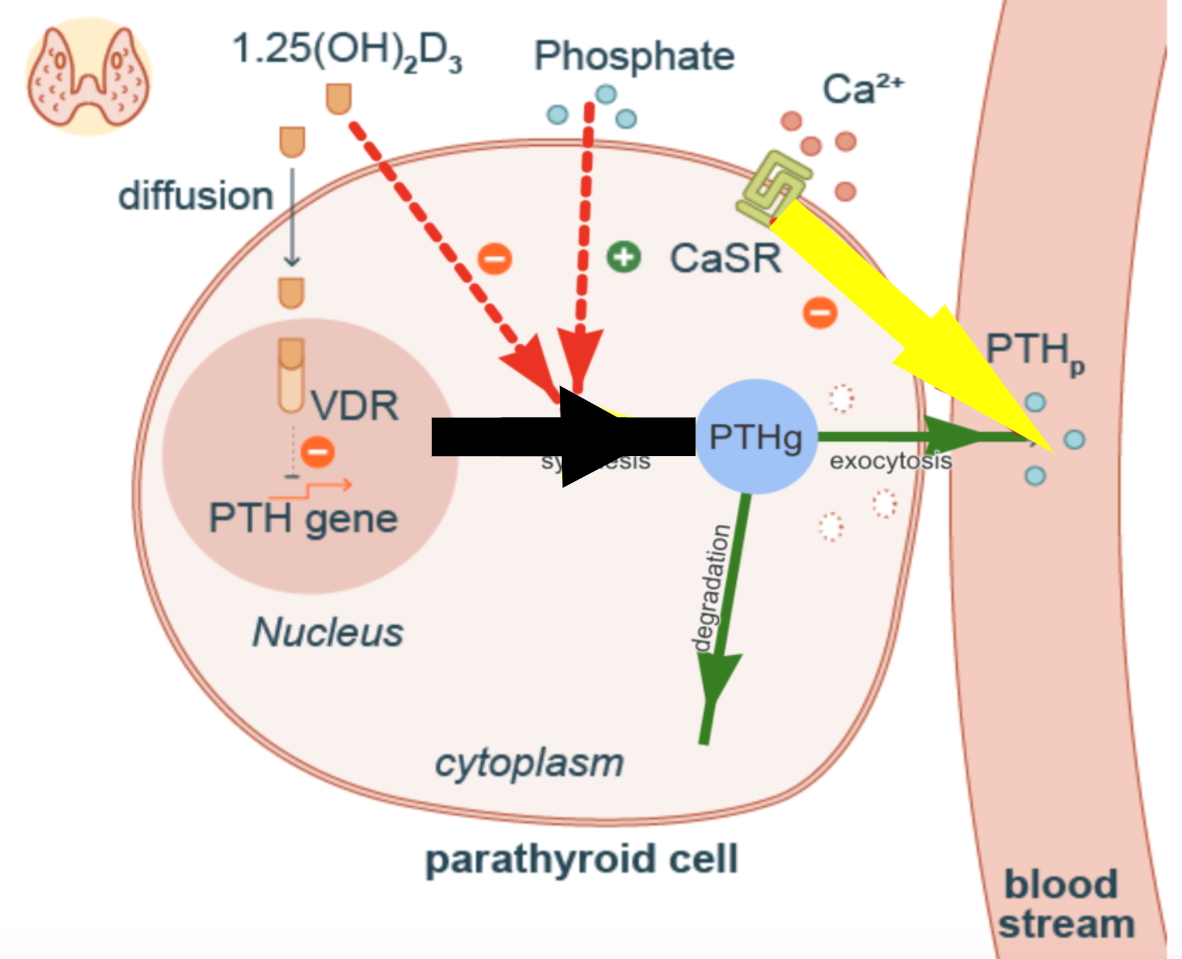 1.25(OH)₂D₃
Phosphate
Ca²⁺
diffusion
CaSR
PTHₚ
VDR
PTHg
exocytosis
PTH gene
degradation
Nucleus
cytoplasm
parathyroid cell
blood
stream